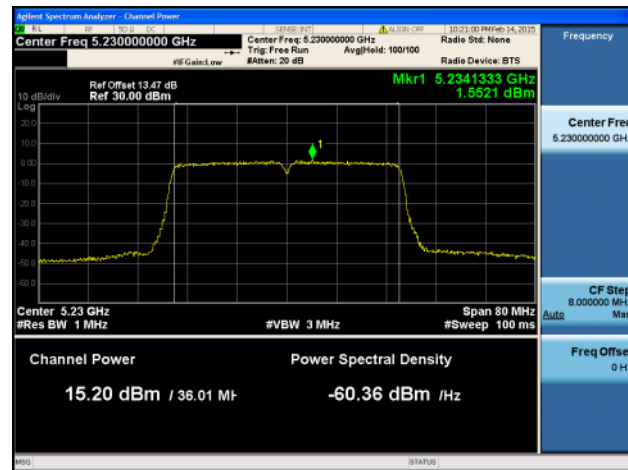 Agilent Spectrum Analyzer - Channel Power
RL RF 50 Ω DC SENSE:INT ALIGN OFF 10:21:00 PM Feb 14, 2015
Center Freq 5.230000000 GHz
Center Freq: 5.230000000 GHz
Radio Std: None
Trig: Free Run Avg|Hold: 100/100
#IFGain:Low #Atten: 20 dB Radio Device: BTS
Mkr1 5.2341333 GHz
1.5521 dBm
Ref Offset 13.47 dB
10 dB/div Ref 30.00 dBm
Log
20.0
10.0
1
0.00
-10.0
-20.0
-30.0
-40.0
-50.0
-60.0
Center 5.23 GHz Span 80 MHz
#Res BW 1 MHz #VBW 3 MHz #Sweep 100 ms
Channel Power Power Spectral Density
15.20 dBm / 36.01 MH -60.36 dBm /Hz
MSG STATUS
Frequency
Center Freq
5.230000000 GHz
CF Step
8.000000 MHz
Auto Man
Freq Offset
0 Hz